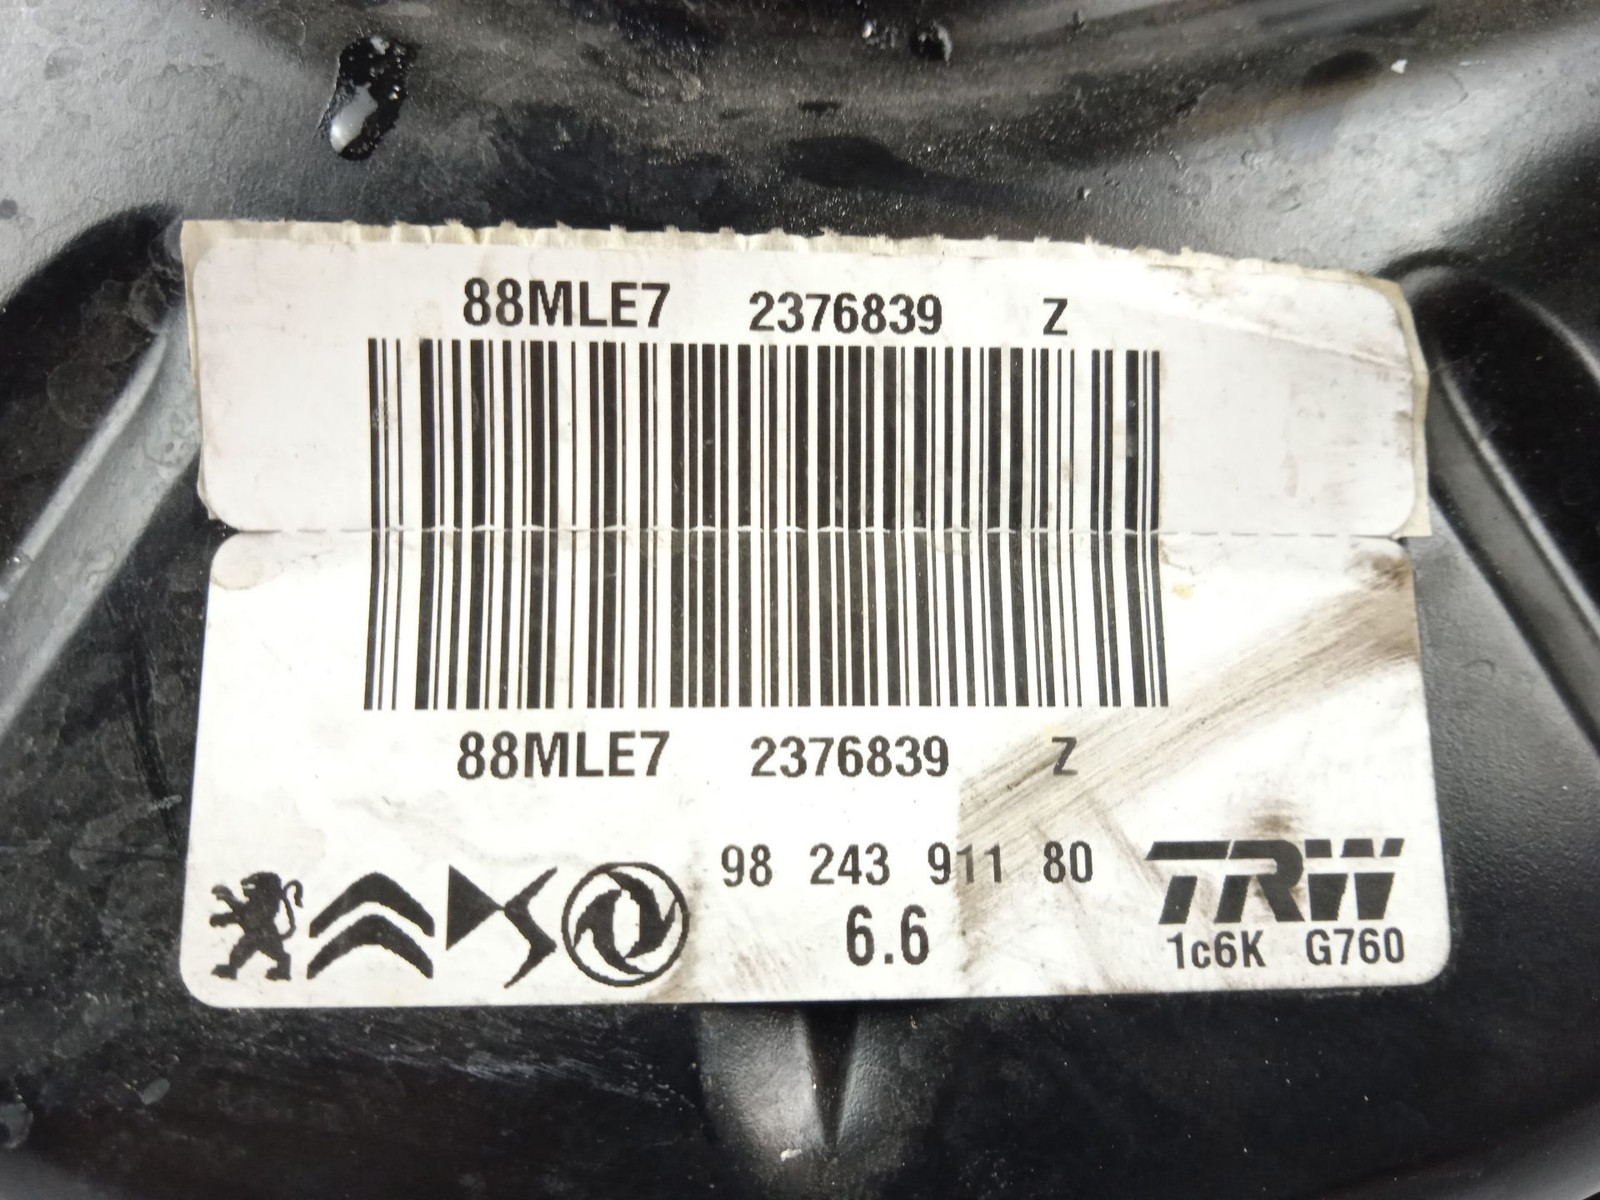 88MLE7 2376839 Z
88MLE7 2376839 Z
98 243 911 80
6.6
TRW
1c6K G760